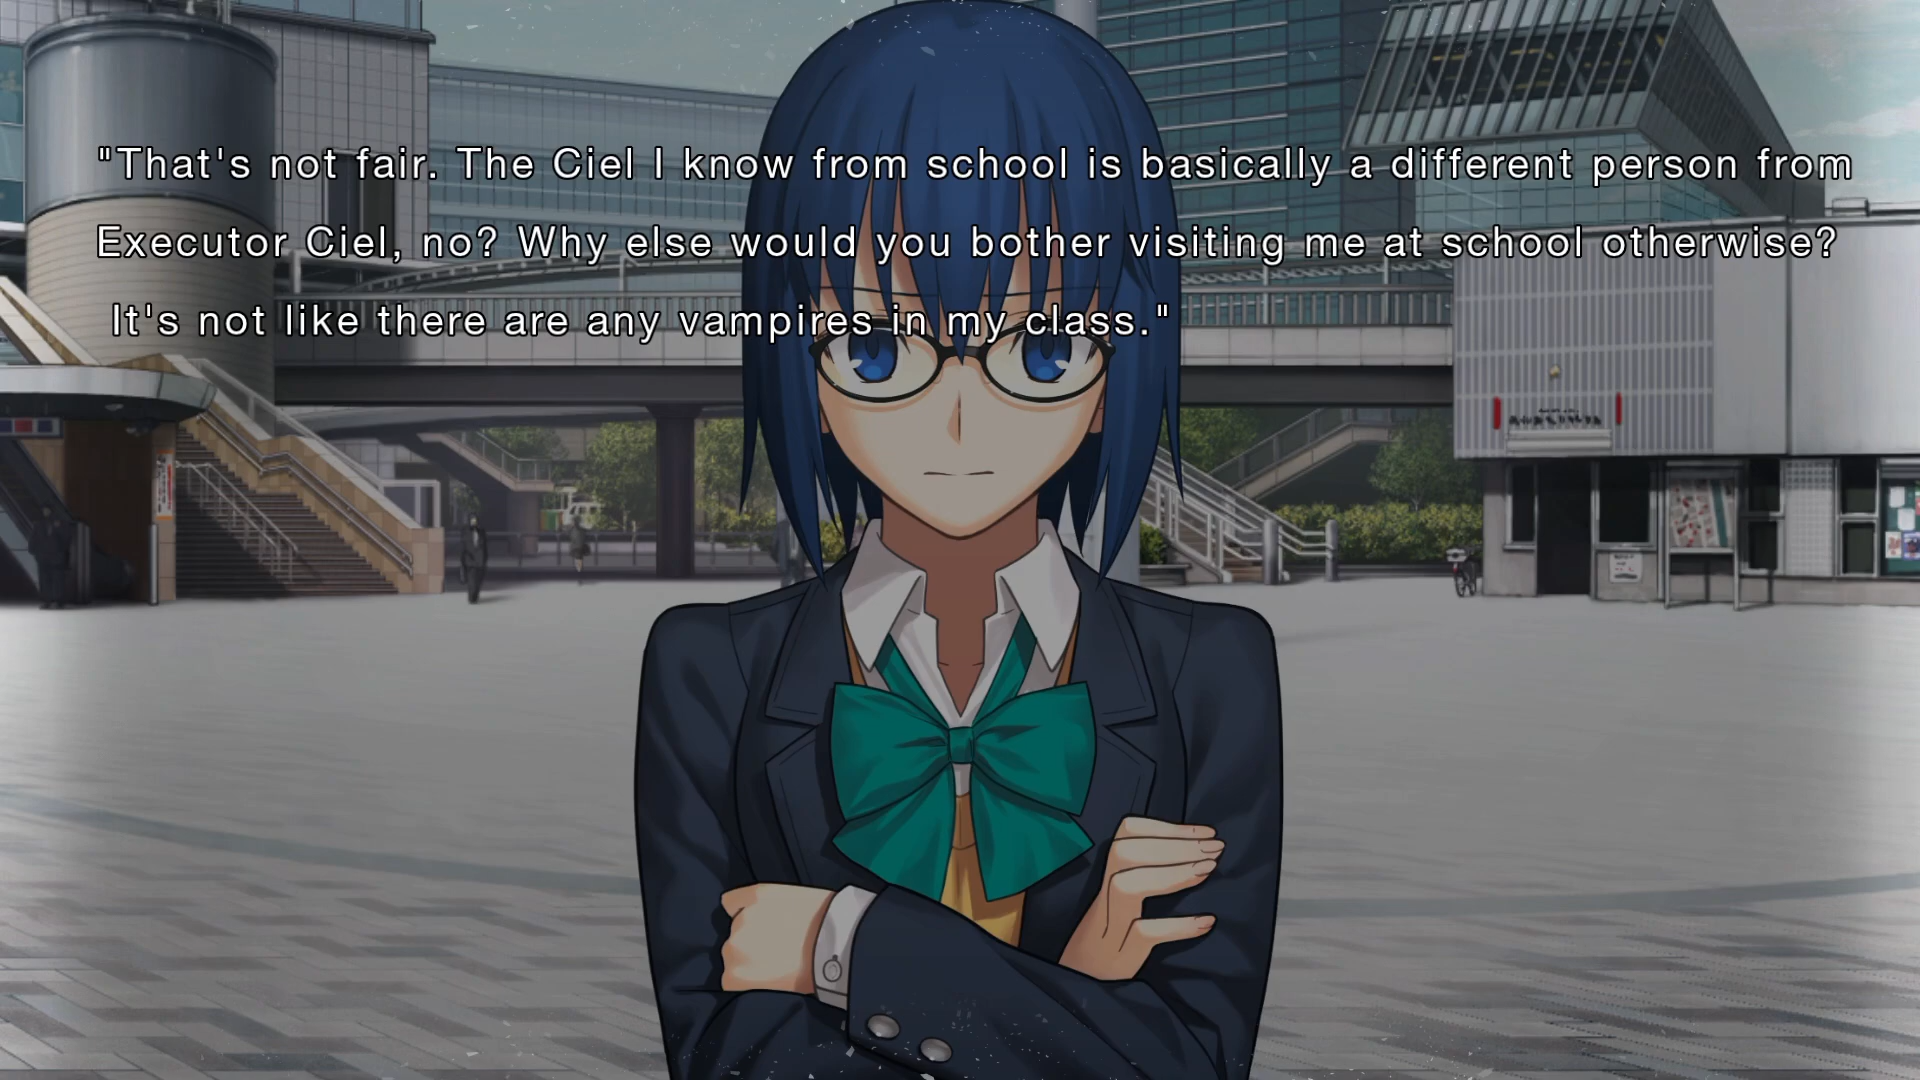 "That's not fair. The Ciel I know from school is basically a different person from
Executor Ciel, no? Why else would you bother visiting me at school otherwise?
It's not like there are any vampires in my class."